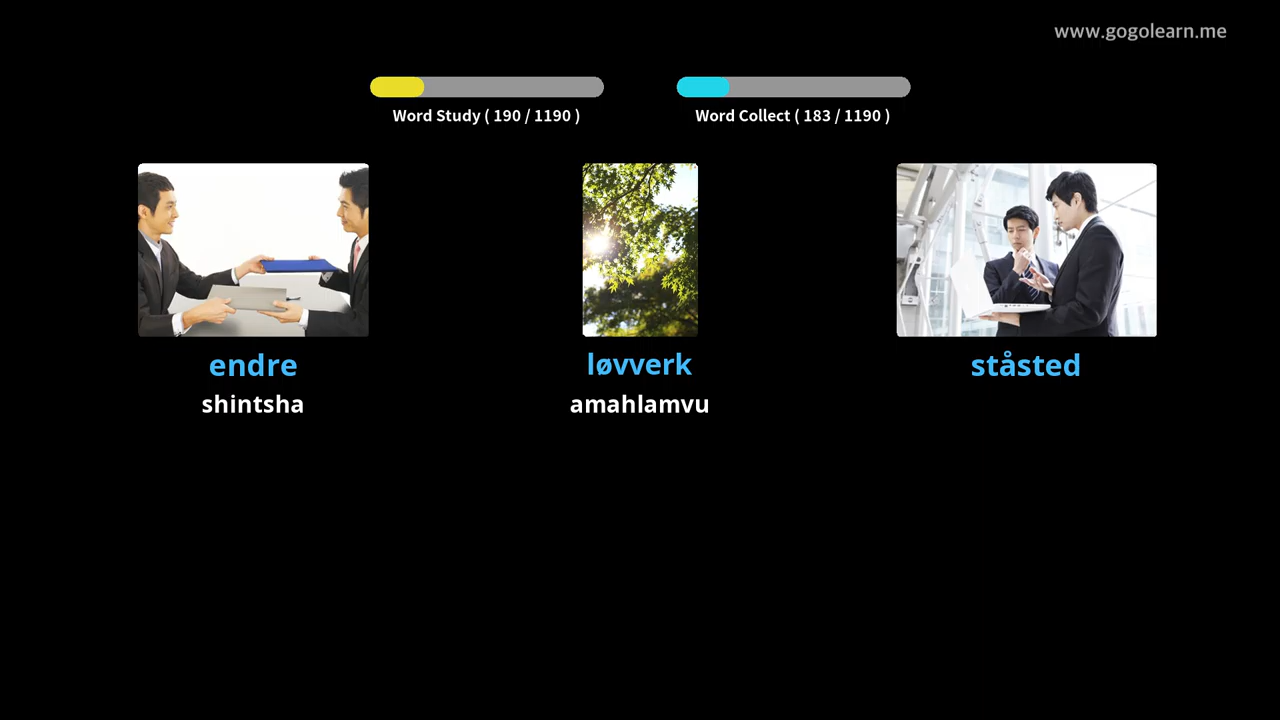 www.gogolearn.me
Word Study ( 190 / 1190 )
Word Collect ( 183 / 1190 )
endre
løvverk
ståsted
shintsha
amahlamvu